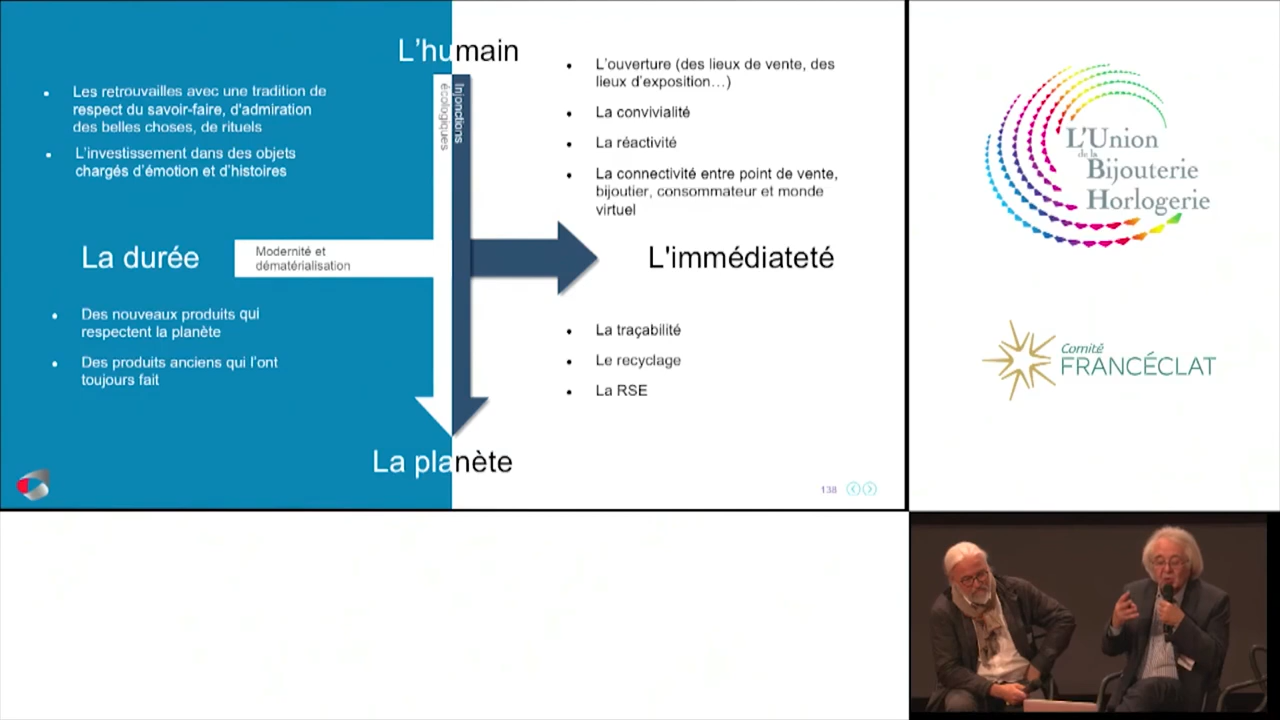 L'humain
Les retrouvailles avec une tradition de
respect du savoir-faire, d'admiration
des belles choses, de rituels
L'investissement dans des objets
chargés d'émotion et d'histoires
Injonctions
écologiques
L'ouverture (des lieux de vente, des
lieux d'exposition…)
La convivialité
La réactivité
La connectivité entre point de vente,
bijoutier, consommateur et monde
virtuel
La durée
Modernité et
dématérialisation
L'immédiateté
Des nouveaux produits qui
respectent la planète
Des produits anciens qui l'ont
toujours fait
La traçabilité
Le recyclage
La RSE
La planète
138
L'Union
de la
Bijouterie
Horlogerie
Comité
FRANCÉCLAT